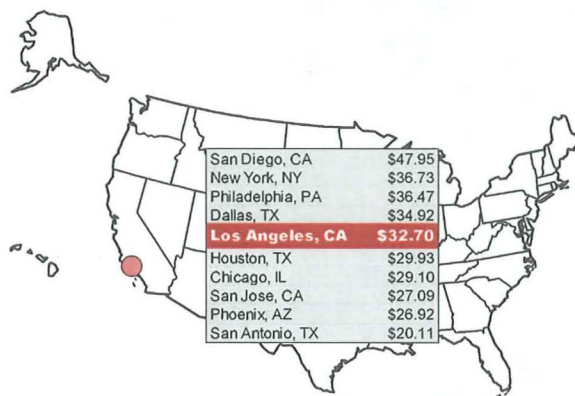 San Diego, CA $47.95
New York, NY $36.73
Philadelphia, PA $36.47
Dallas, TX $34.92
Los Angeles, CA $32.70
Houston, TX $29.93
Chicago, IL $29.10
San Jose, CA $27.09
Phoenix, AZ $26.92
San Antonio, TX $20.11